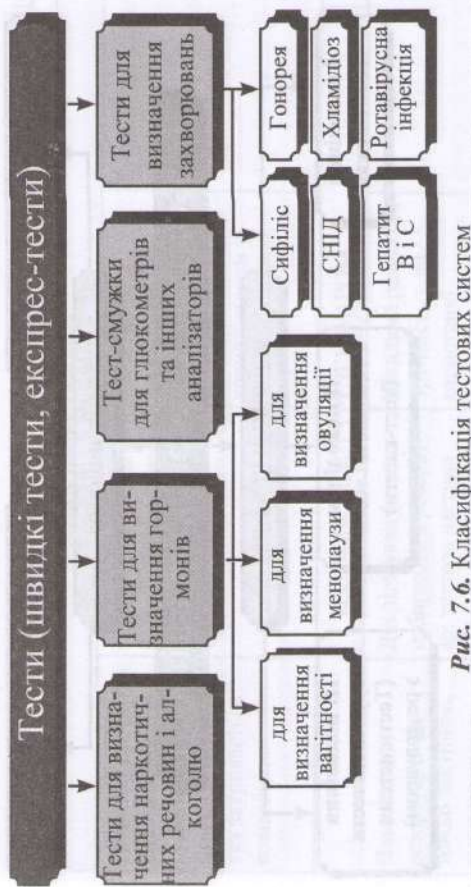 Тести (швидкі тести, експрес-тести)
Тести для визна-
чення наркотич-
них речовин і ал-
коголю
Тести для ви-
значення гор-
монів
Тест-смужки
для глюкометрів
та інших
аналізаторів
Тести для
визначення
захворювань
для
визначення
вагітності
для
визначення
менопаузи
для
визначення
овуляції
Сифіліс
СНІД
Гепатит
В і С
Гонорея
Хламідіоз
Ротавірусна
інфекція
Рис. 7.6. Класифікація тестових систем